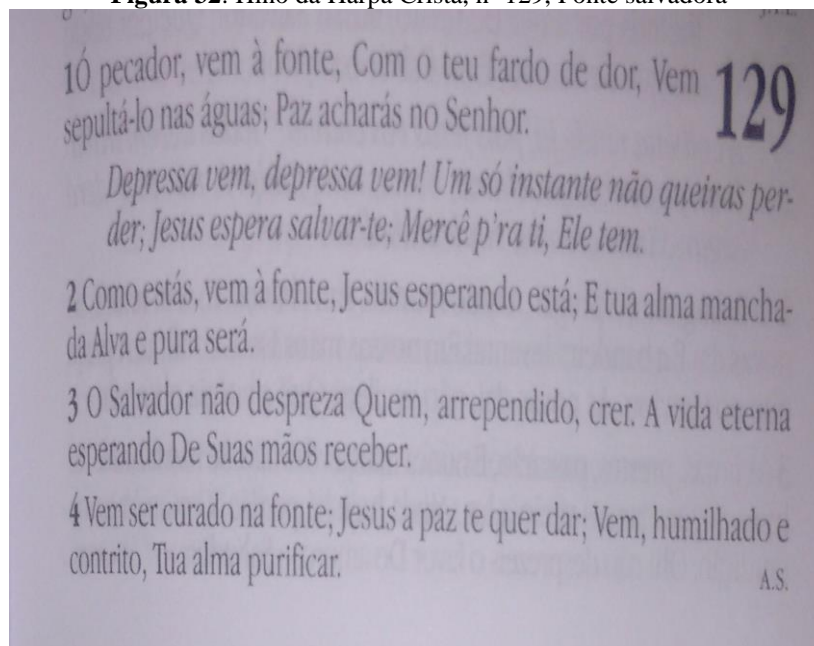 Figura 32: Hino da Harpa Cristã, nº 129, Fonte salvadora
1Ó pecador, vem à fonte, Com o teu fardo de dor, Vem 129
sepultá-lo nas águas; Paz acharás no Senhor.
Depressa vem, depressa vem! Um só instante não queiras per-
der; Jesus espera salvar-te; Mercê p'ra ti, Ele tem.
2 Como estás, vem à fonte, Jesus esperando está; E tua alma mancha-
da Alva e pura será.
3 O Salvador não despreza Quem, arrependido, crer. A vida eterna
esperando De Suas mãos receber.
4 Vem ser curado na fonte; Jesus a paz te quer dar; Vem, humilhado e
contrito, Tua alma purificar.
A.S.